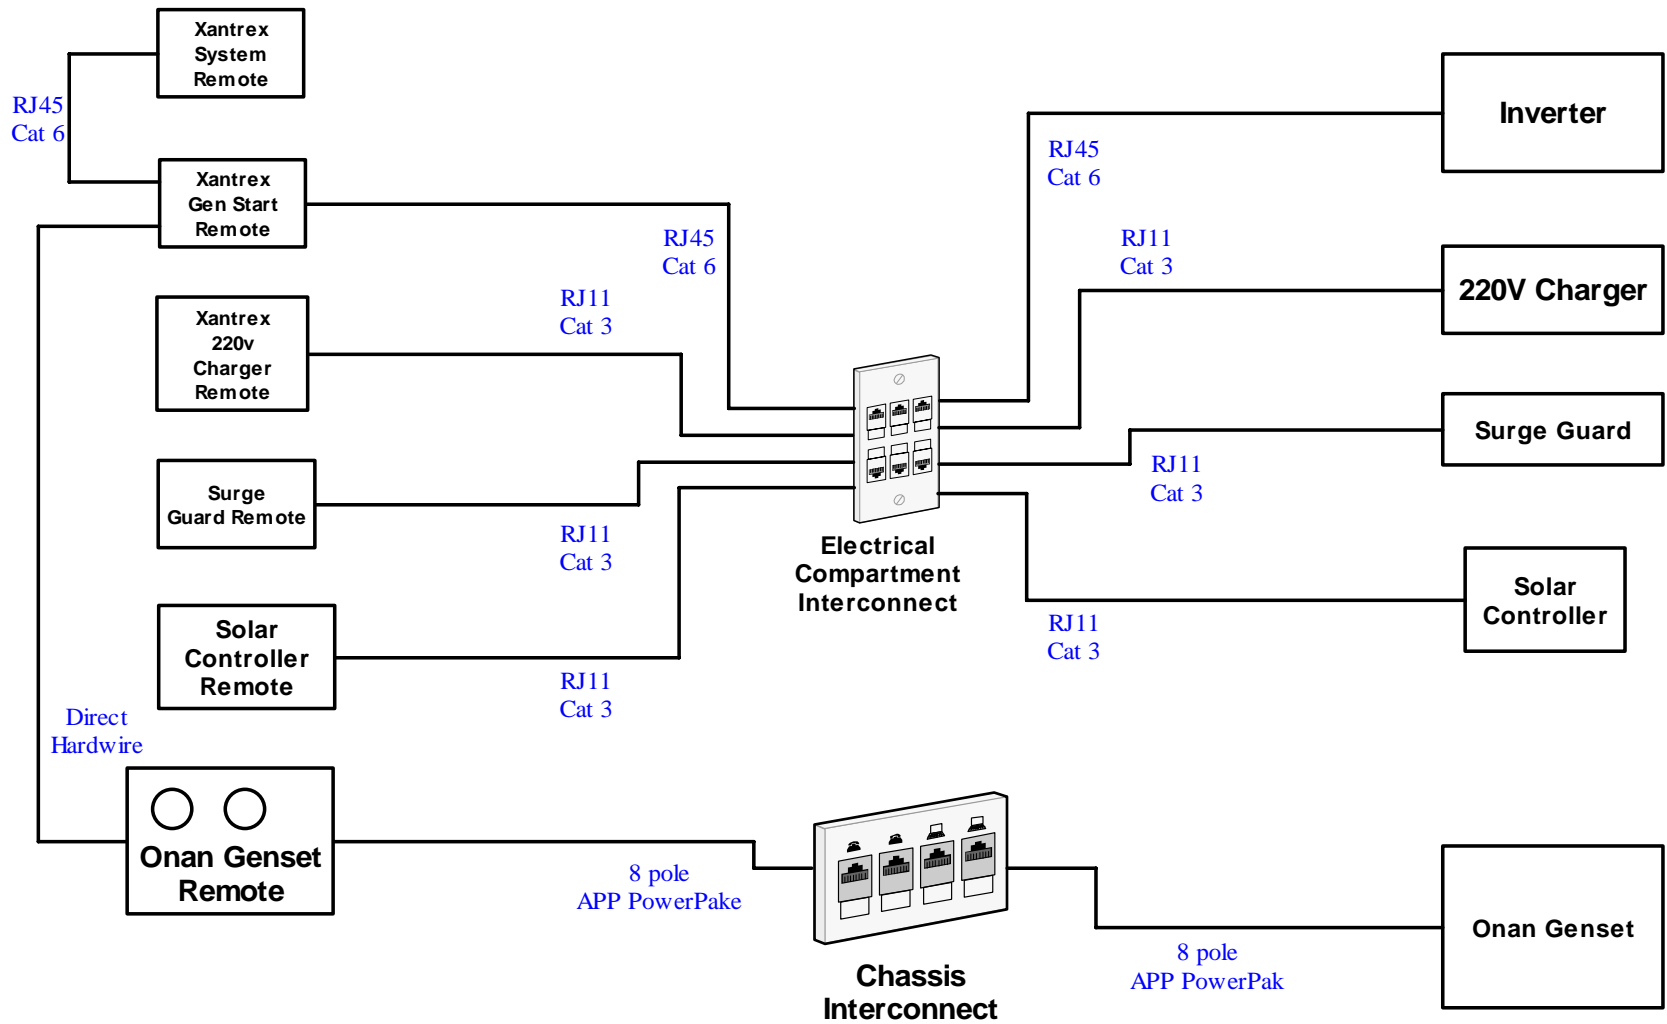 Xantrex
System
Remote
RJ45
Cat 6
Xantrex
Gen Start
Remote
RJ45
Cat 6
Xantrex
220v
Charger
Remote
RJ11
Cat 3
Surge
Guard Remote
RJ11
Cat 3
Solar
Controller
Remote
RJ11
Cat 3
Direct
Hardwire
Onan Genset
Remote
8 pole
APP PowerPake
Electrical
Compartment
Interconnect
Chassis
Interconnect
RJ45
Cat 6
Inverter
RJ11
Cat 3
220V Charger
RJ11
Cat 3
Surge Guard
RJ11
Cat 3
Solar
Controller
8 pole
APP PowerPak
Onan Genset